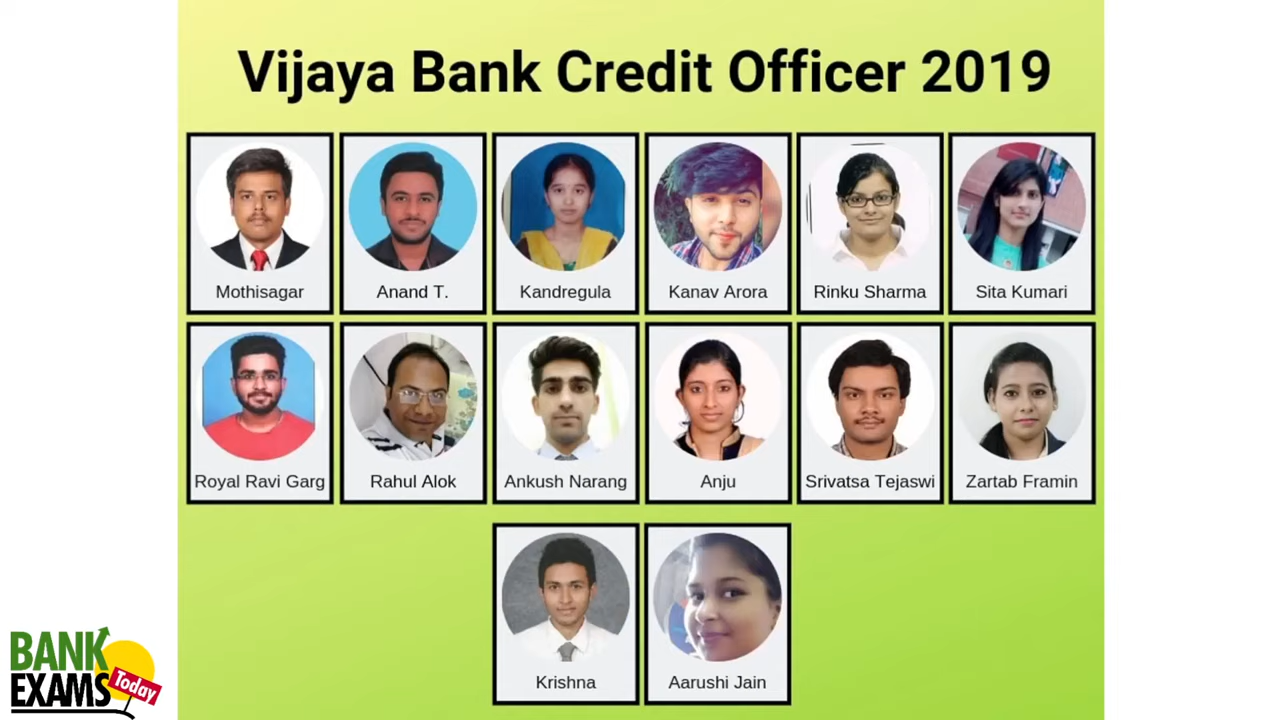 Vijaya Bank Credit Officer 2019
Mothisagar
Anand T.
Kandregula
Kanav Arora
Rinku Sharma
Sita Kumari
Royal Ravi Garg
Rahul Alok
Ankush Narang
Anju
Srivatsa Tejaswi
Zartab Framin
Krishna
Aarushi Jain
BANK
EXAMS
Today